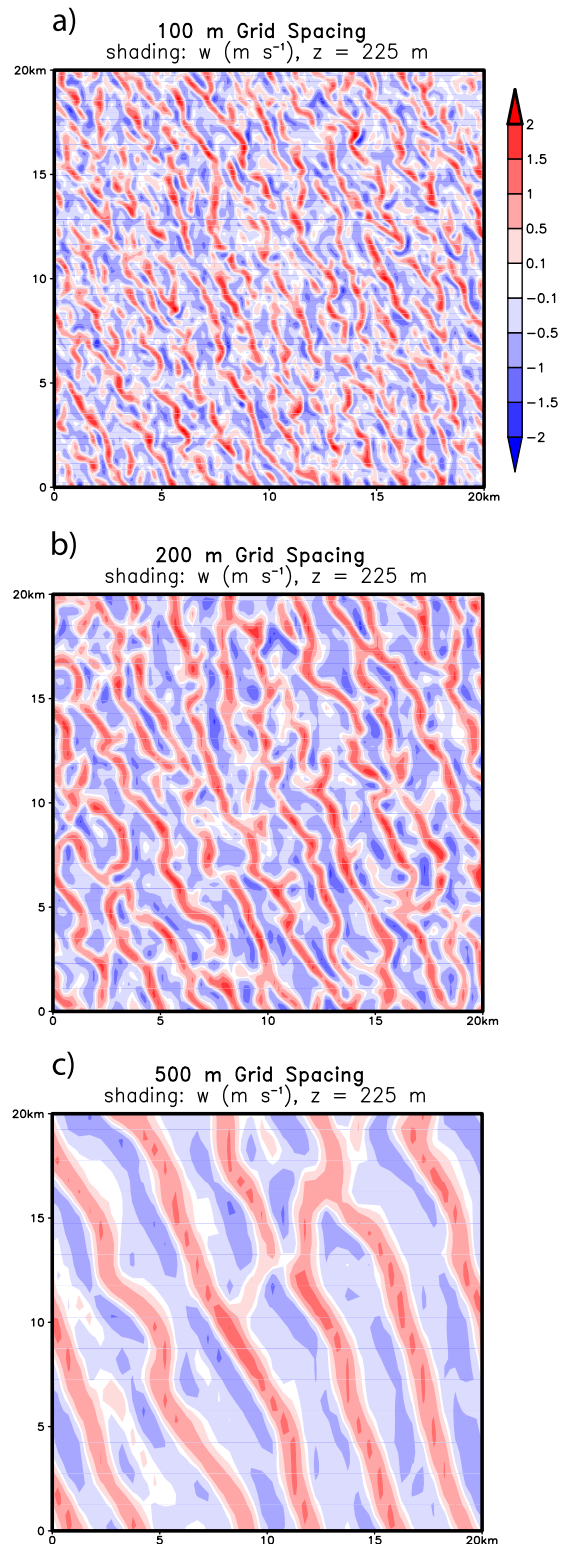 a)
100 m Grid Spacing
shading: w (m s⁻¹), z = 225 m
20km
15
10
5
0
0 5 10 15 20km
2
1.5
1
0.5
0.1
−0.1
−0.5
−1
−1.5
−2
b)
200 m Grid Spacing
shading: w (m s⁻¹), z = 225 m
20km
15
10
5
0
0 5 10 15 20km
c)
500 m Grid Spacing
shading: w (m s⁻¹), z = 225 m
20km
15
10
5
0
0 5 10 15 20km